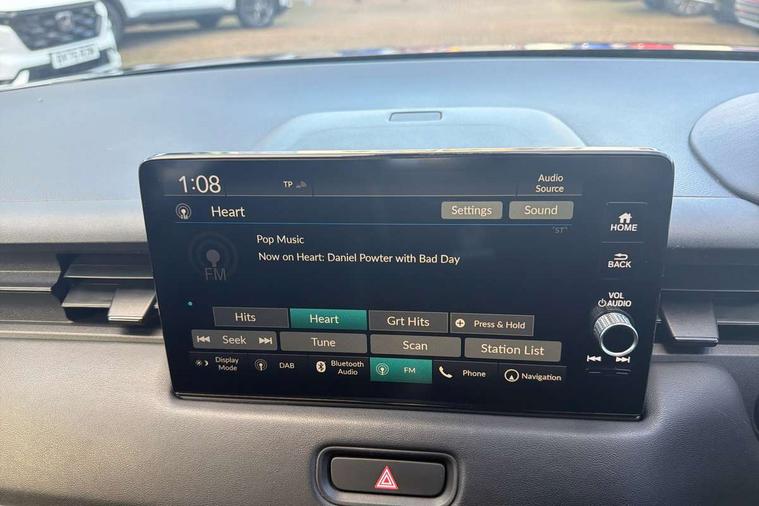 1:08
TP
Audio Source
Heart
Settings
Sound
"ST"
FM
Pop Music
Now on Heart: Daniel Powter with Bad Day
Hits
Heart
Grt Hits
Press & Hold
Seek
Tune
Scan
Station List
Display Mode
DAB
Bluetooth Audio
FM
Phone
Navigation
HOME
BACK
VOL
AUDIO